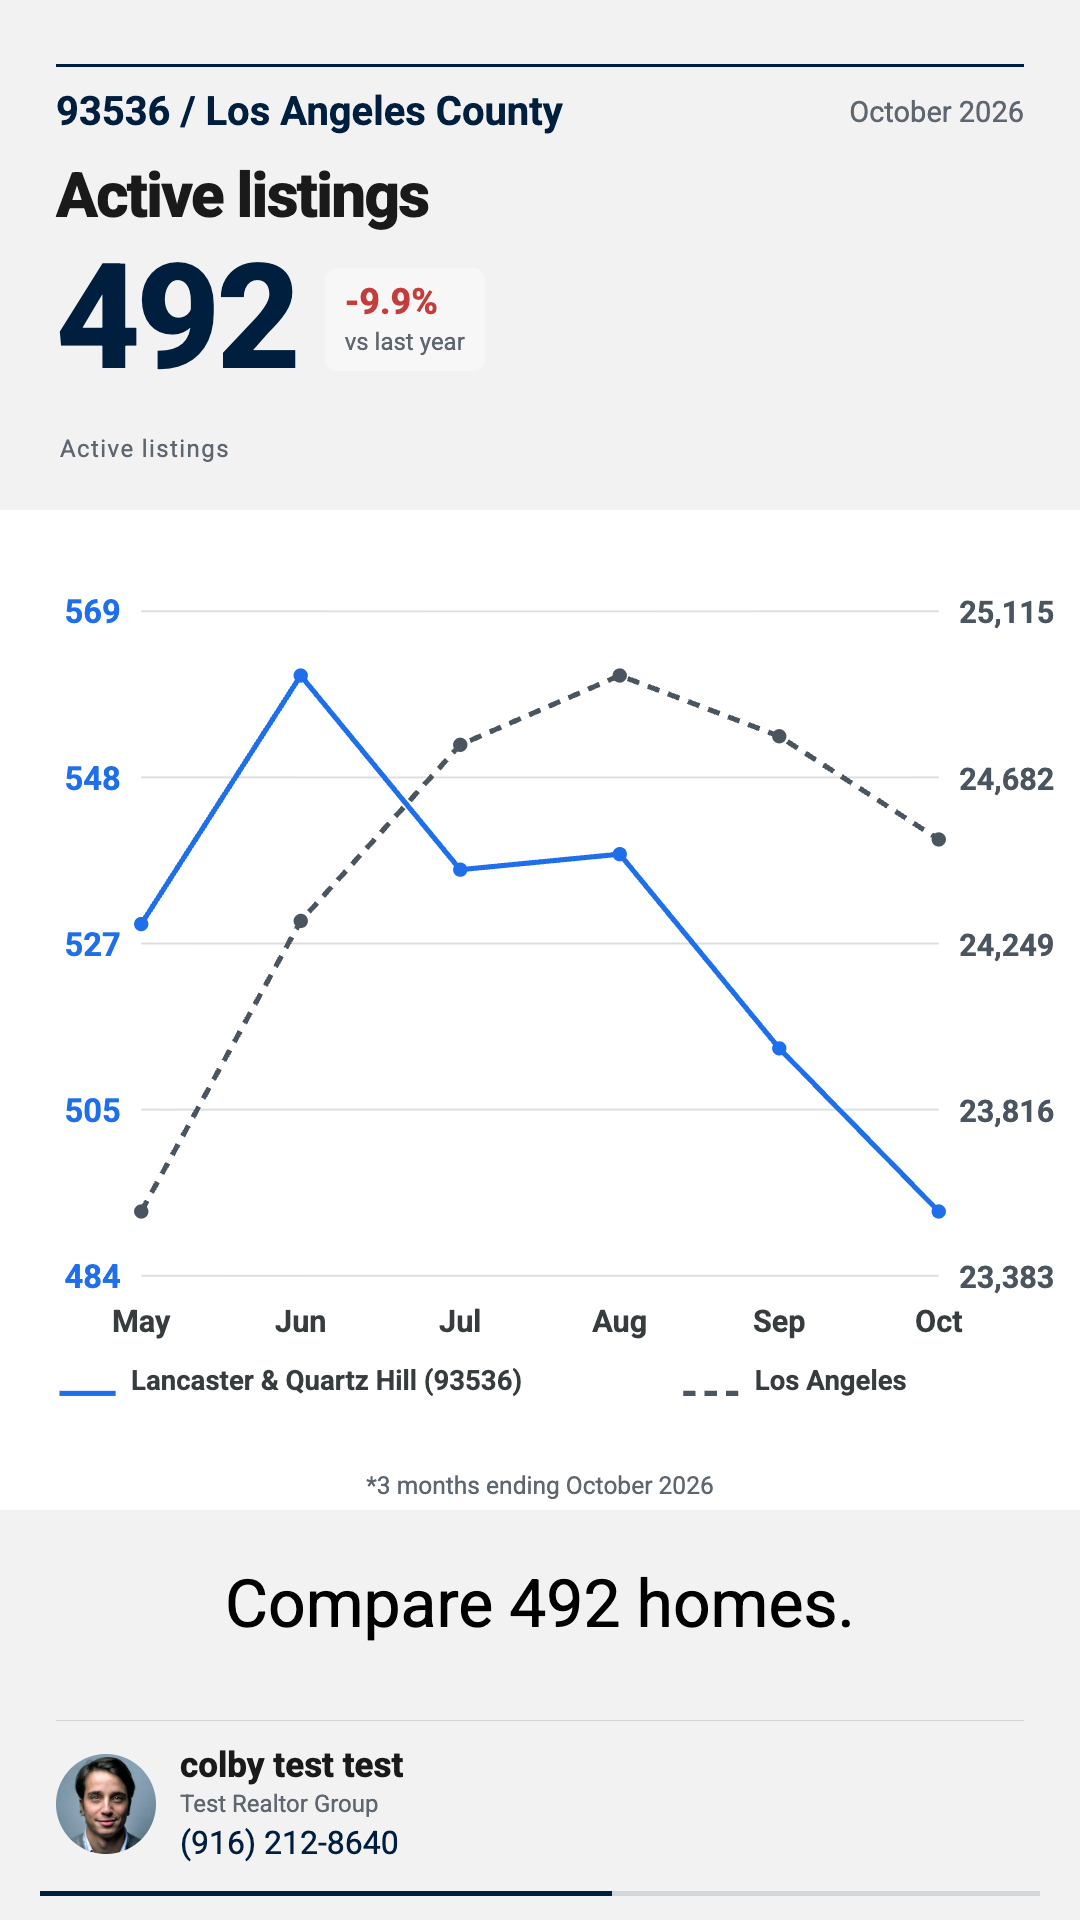 93536 / Los Angeles County
October 2026
Active listings
492
-9.9%
vs last year
Active listings
569
25,115
548
24,682
527
24,249
505
23,816
484
23,383
May Jun Jul Aug Sep Oct
Lancaster & Quartz Hill (93536)
Los Angeles
*3 months ending October 2026
Compare 492 homes.
colby test test
Test Realtor Group
(916) 212-8640